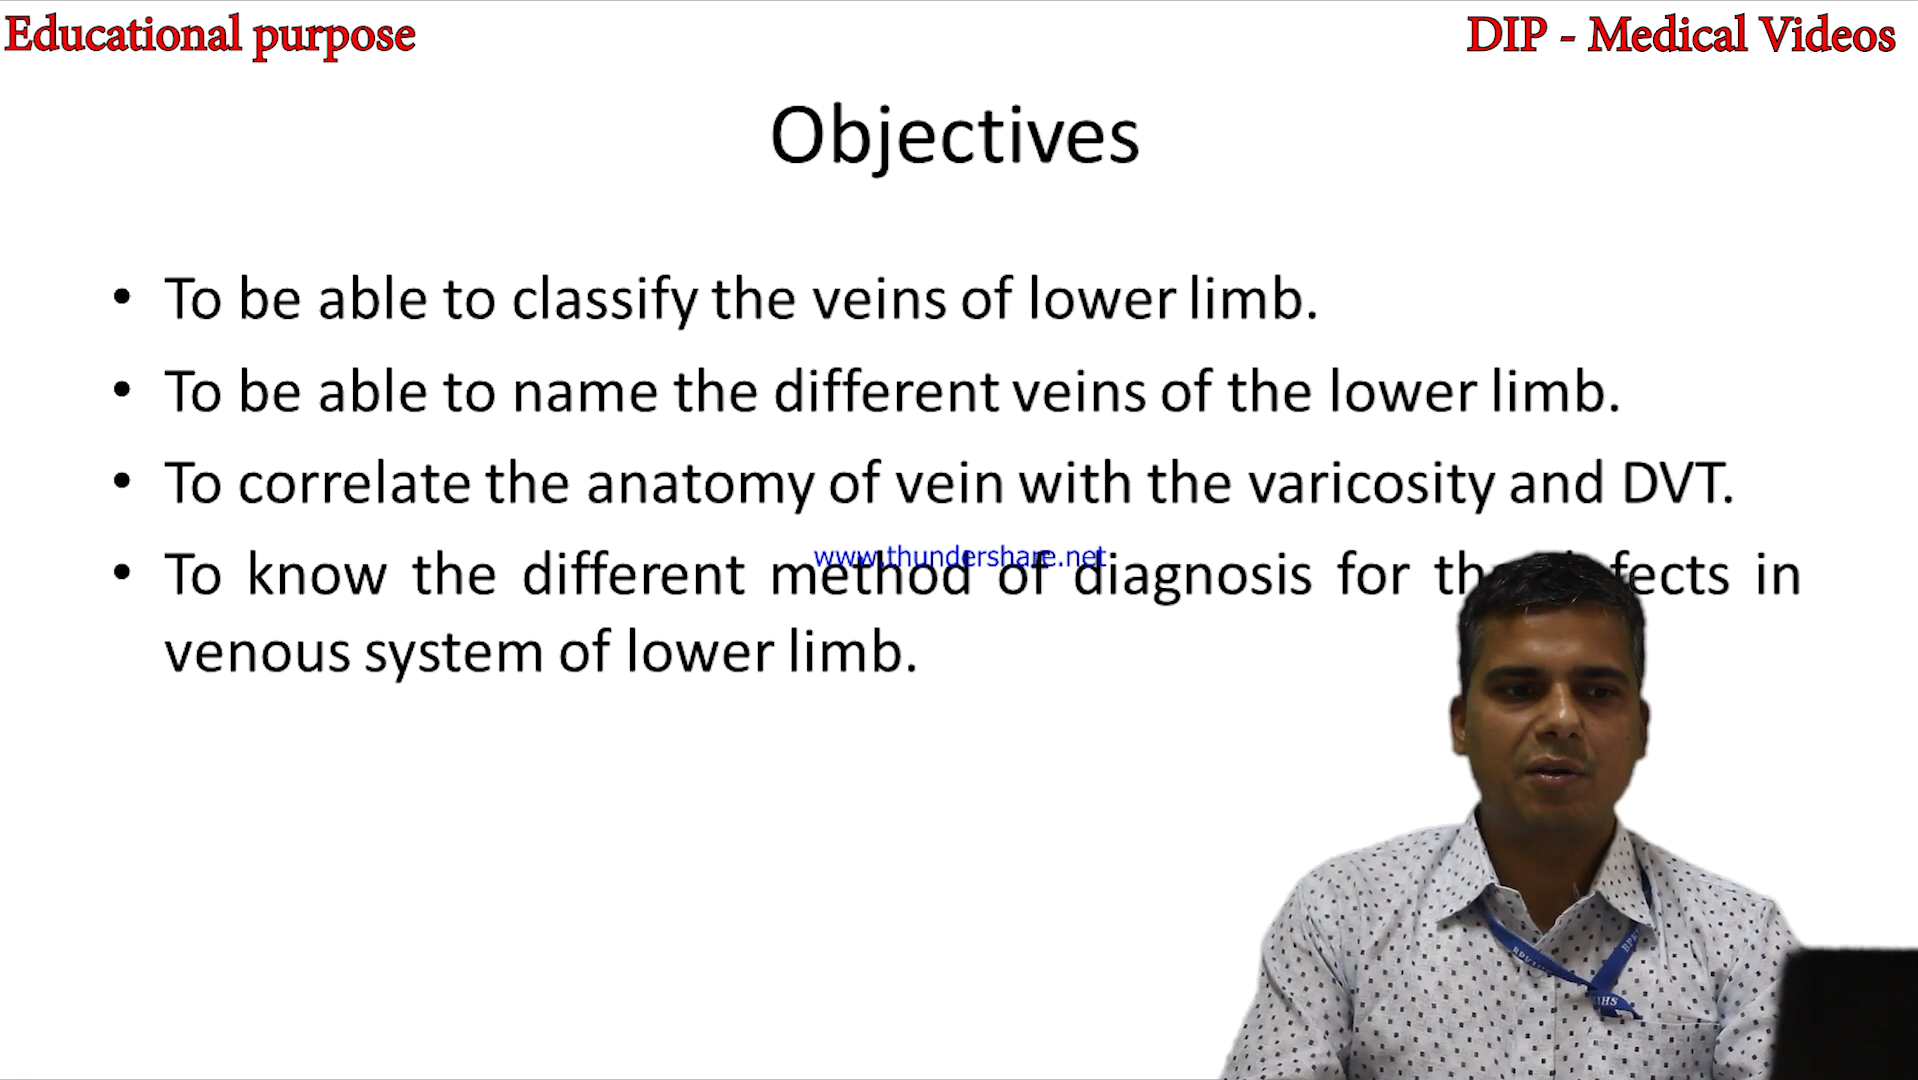 Educational purpose
DIP - Medical Videos
Objectives
• To be able to classify the veins of lower limb.
• To be able to name the different veins of the lower limb.
• To correlate the anatomy of vein with the varicosity and DVT.
www.thundershare.net
• To know the different method of diagnosis for in
venous system of lower limb.